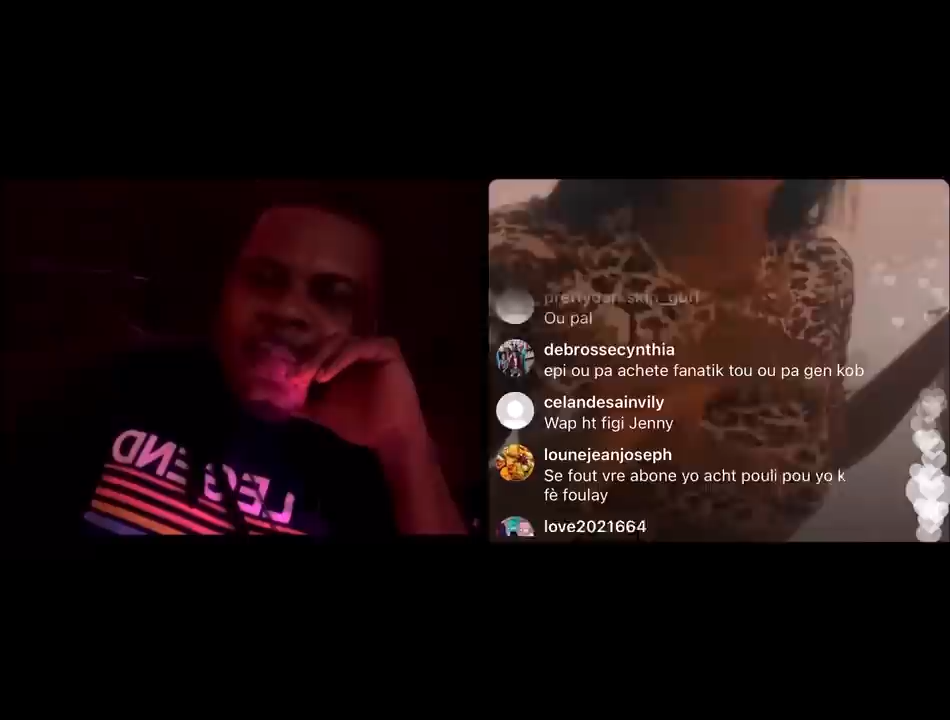 LEGEND
Ou pal
debrossecynthia
epi ou pa achete fanatik tou ou pa gen kob
celandesainvily
Wap ht figi Jenny
lounejeanjoseph
Se fout vre abone yo acht pouli pou yo k
fè foulay
love2021664